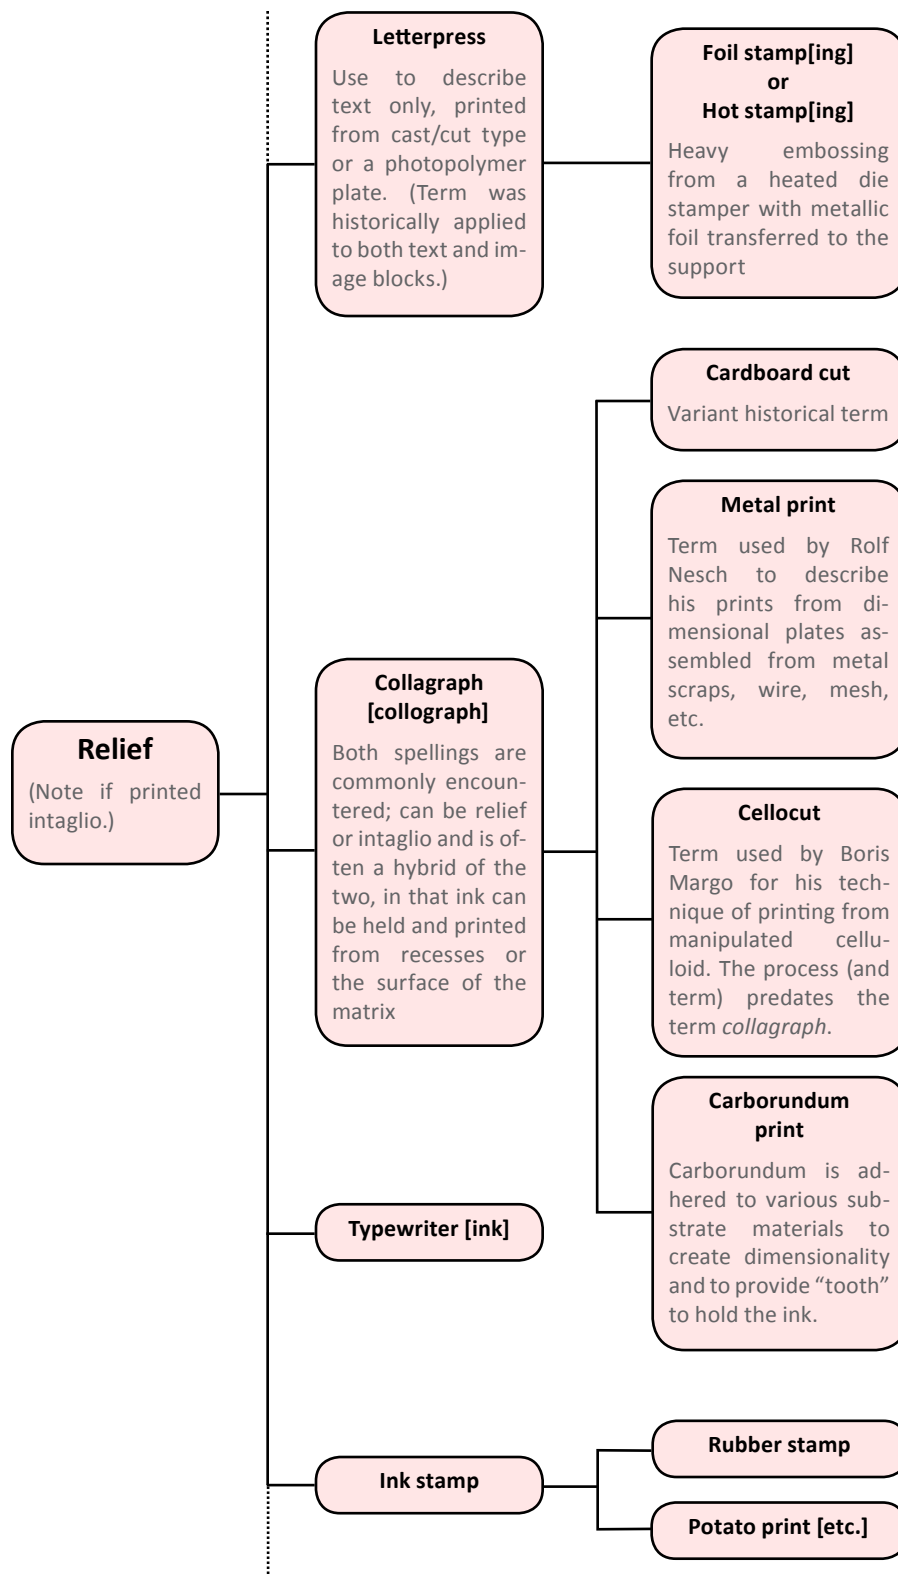 Letterpress
Use to describe
text only, printed
from cast/cut type
or a photopolymer
plate. (Term was
historically applied
to both text and im-
age blocks.)
Foil stamp[ing]
or
Hot stamp[ing]
Heavy embossing
from a heated die
stamper with metallic
foil transferred to the
support
Cardboard cut
Variant historical term
Metal print
Term used by Rolf
Nesch to describe
his prints from di-
mensional plates as-
sembled from metal
scraps, wire, mesh,
etc.
Relief
(Note if printed
intaglio.)
Collagraph
[collograph]
Both spellings are
commonly encoun-
tered; can be relief
or intaglio and is of-
ten a hybrid of the
two, in that ink can
be held and printed
from recesses or
the surface of the
matrix
Cellocut
Term used by Boris
Margo for his tech-
nique of printing from
manipulated cellu-
loid. The process (and
term) predates the
term collagraph.
Carborundum
print
Carborundum is ad-
hered to various sub-
strate materials to
create dimensionality
and to provide “tooth”
to hold the ink.
Typewriter [ink]
Ink stamp
Rubber stamp
Potato print [etc.]